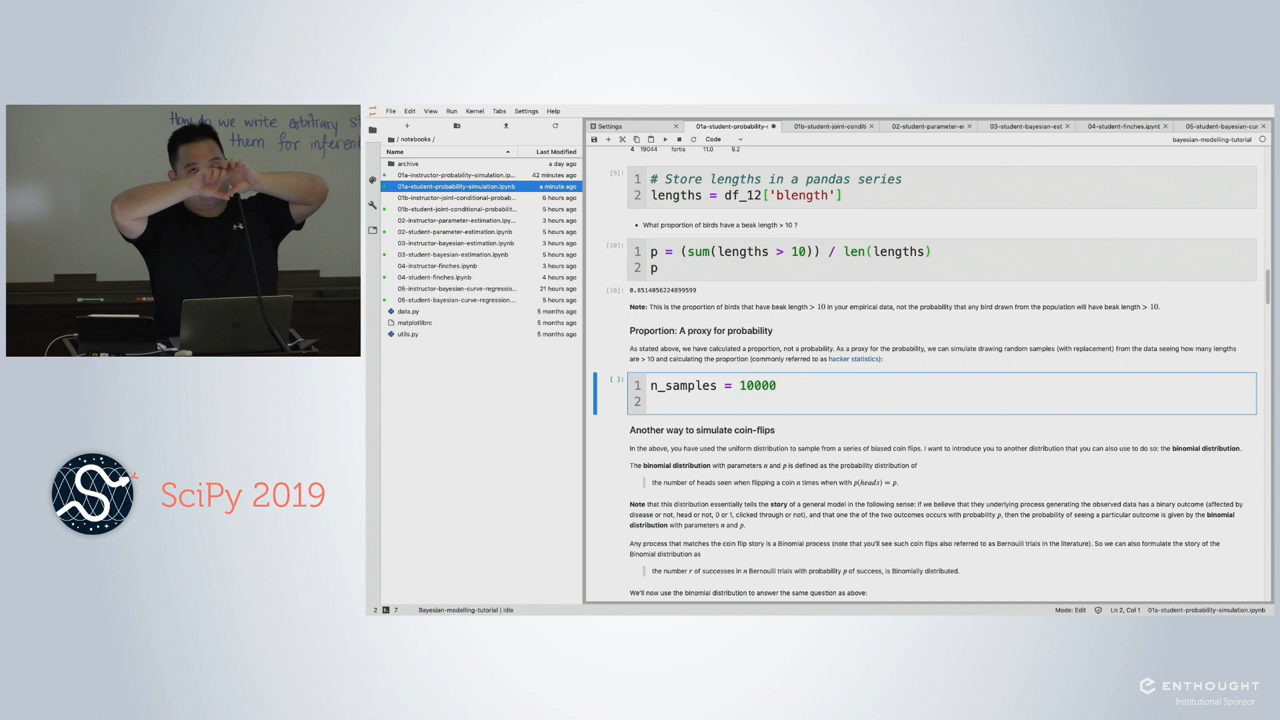 How do we write arbitrary
them for inferen
File Edit View Run Kernel Tabs Settings Help
/ notebooks /
Name Last Modified
archive a day ago
01a-instructor-probability-simulation.ip... 42 minutes ago
01a-student-probability-simulation.ipynb a minute ago
01b-instructor-joint-conditional-probab... 6 hours ago
01b-student-joint-conditional-probabilit... 5 hours ago
02-instructor-parameter-estimation.ipy... 3 hours ago
02-student-parameter-estimation.ipynb 5 hours ago
03-instructor-bayesian-estimation.ipynb 3 hours ago
03-student-bayesian-estimation.ipynb 5 hours ago
04-instructor-finches.ipynb 3 hours ago
04-student-finches.ipynb 4 hours ago
05-instructor-bayesian-curve-regressio... 21 hours ago
05-student-bayesian-curve-regression... 5 hours ago
data.py 5 months ago
matplotlibrc 5 months ago
utils.py 5 months ago
Settings 01a-student-probability- 01b-student-joint-conditi 02-student-parameter-e 03-student-bayesian-est 04-student-finches.ipynb 05-student-bayesian-cur
Code bayesian-modelling-tutorial
4 19044 fortis 11.0 9.2
[9]: 1 # Store lengths in a pandas series
2 lengths = df_12['blength']
• What proportion of birds have a beak length > 10 ?
[10]: 1 p = (sum(lengths > 10)) / len(lengths)
2 p
[10]: 0.8514056224899599
Note: This is the proportion of birds that have beak length > 10 in your empirical data, not the probability that any bird drawn from the population will have beak length > 10.
Proportion: A proxy for probability
As stated above, we have calculated a proportion, not a probability. As a proxy for the probability, we can simulate drawing random samples (with replacement) from the data seeing how many lengths
are > 10 and calculating the proportion (commonly referred to as hacker statistics):
[ ]: 1 n_samples = 10000
2
Another way to simulate coin-flips
In the above, you have used the uniform distribution to sample from a series of biased coin flips. I want to introduce you to another distribution that you can also use to do so: the binomial distribution.
The binomial distribution with parameters n and p is defined as the probability distribution of
the number of heads seen when flipping a coin n times when with p(heads) = p.
Note that this distribution essentially tells the story of a general model in the following sense: if we believe that they underlying process generating the observed data has a binary outcome (affected by
disease or not, head or not, 0 or 1, clicked through or not), and that one the of the two outcomes occurs with probability p, then the probability of seeing a particular outcome is given by the binomial
distribution with parameters n and p.
Any process that matches the coin flip story is a Binomial process (note that you'll see such coin flips also referred to as Bernoulli trials in the literature). So we can also formulate the story of the
Binomial distribution as
the number r of successes in n Bernoulli trials with probability p of success, is Binomially distributed.
We'll now use the binomial distribution to answer the same question as above:
2 7 Bayesian-modelling-tutorial | Idle Mode: Edit Ln 2, Col 1 01a-student-probability-simulation.ipynb
SciPy 2019
ENTHOUGHT
Institutional Sponsor